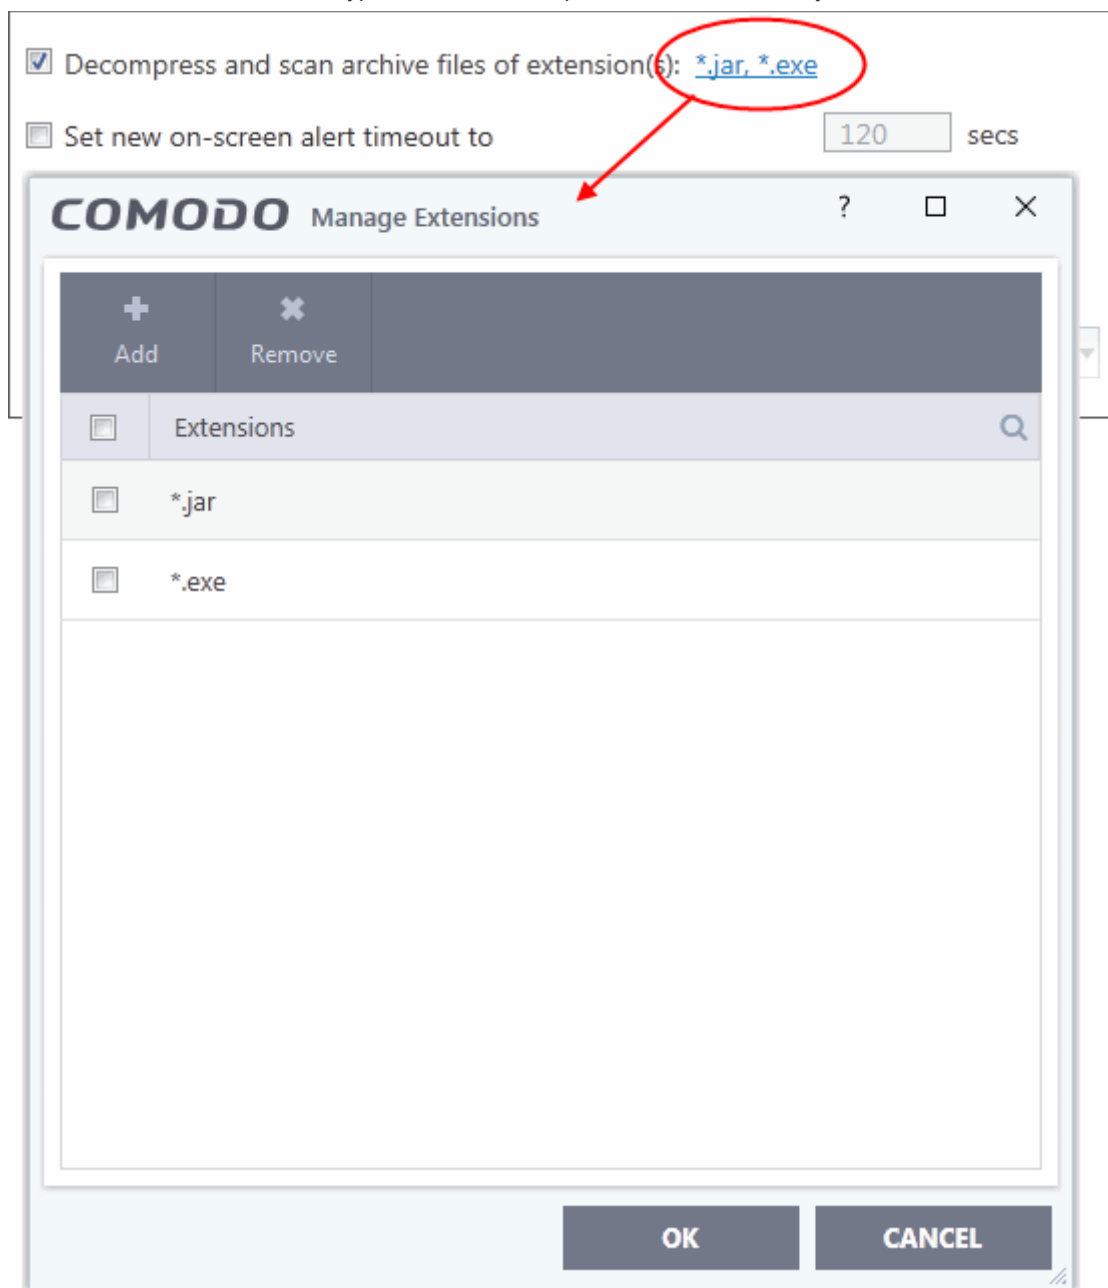 Decompress and scan archive files of extension(s): *.jar, *.exe
Set new on-screen alert timeout to 120 secs
COMODO Manage Extensions ?
Add Remove
Extensions
*.jar
*.exe
OK CANCEL